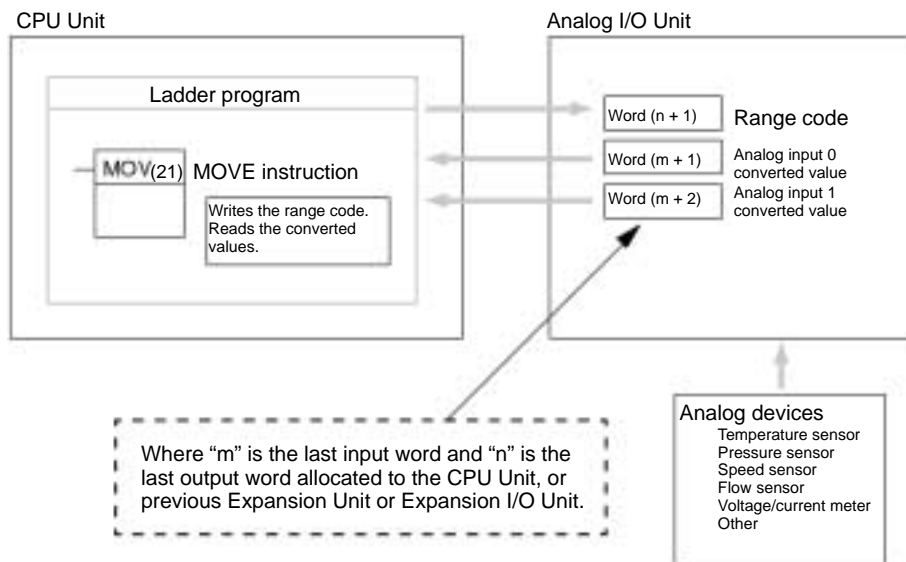 CPU Unit
Analog I/O Unit
Ladder program
MOV(21)
MOVE instruction
Writes the range code.
Reads the converted
values.
Word (n + 1)
Range code
Word (m + 1)
Analog input 0
converted value
Word (m + 2)
Analog input 1
converted value
Where “m” is the last input word and “n” is the
last output word allocated to the CPU Unit, or
previous Expansion Unit or Expansion I/O Unit.
Analog devices
Temperature sensor
Pressure sensor
Speed sensor
Flow sensor
Voltage/current meter
Other